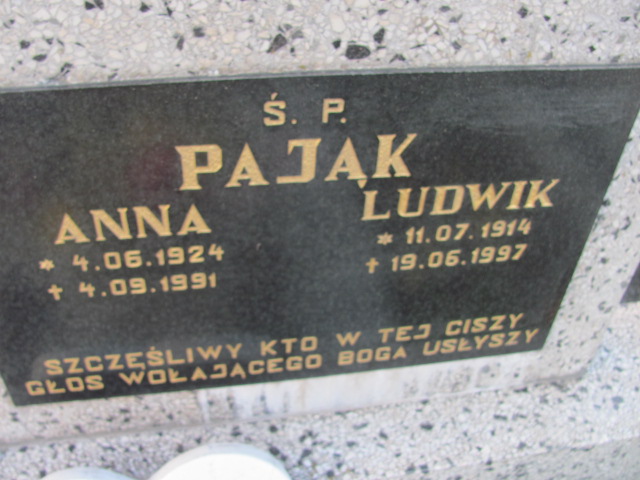 Ś. P.
PAJĄK
ANNA
* 4.06.1924
† 4.09.1991
LUDWIK
* 11.07.1914
† 19.06.1997
SZCZĘŚLIWY KTO W TEJ CISZY
GŁOS WOŁAJĄCEGO BOGA USŁYSZY